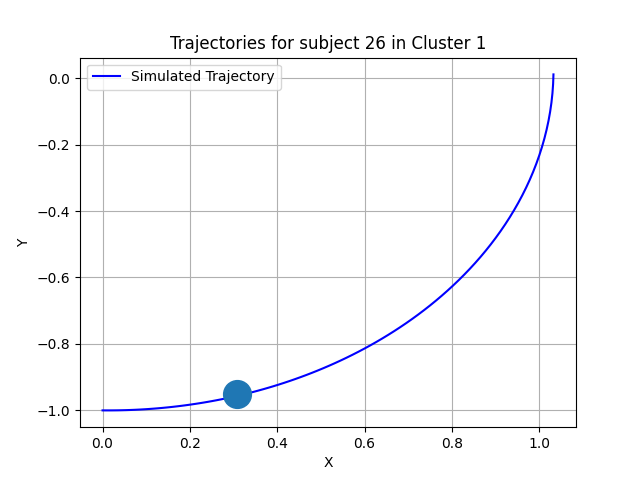 Trajectories for subject 26 in Cluster 1
Simulated Trajectory
Y
0.0
−0.2
−0.4
−0.6
−0.8
−1.0
0.0 0.2 0.4 0.6 0.8 1.0
X